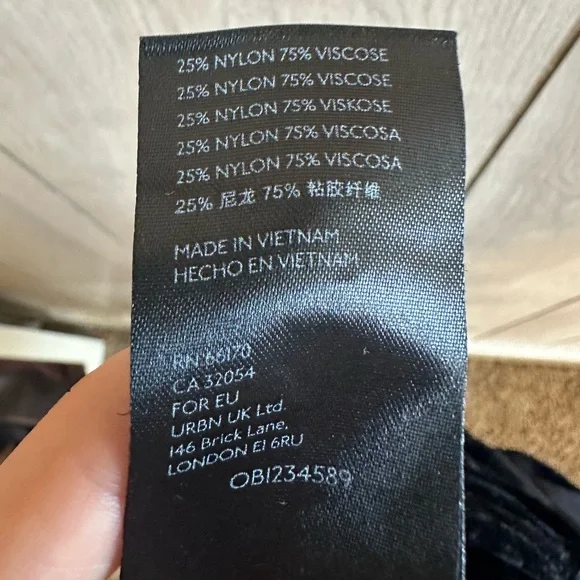 25% NYLON 75% VISCOSE
25% NYLON 75% VISCOSE
25% NYLON 75% VISKOSE
25% NYLON 75% VISCOSA
25% NYLON 75% VISCOSA
25% 尼龙 75% 粘胶纤维
MADE IN VIETNAM
HECHO EN VIETNAM
RN 66170
CA 32054
FOR EU
URBN UK Ltd.
146 Brick Lane,
LONDON E1 6RU
OB1234589